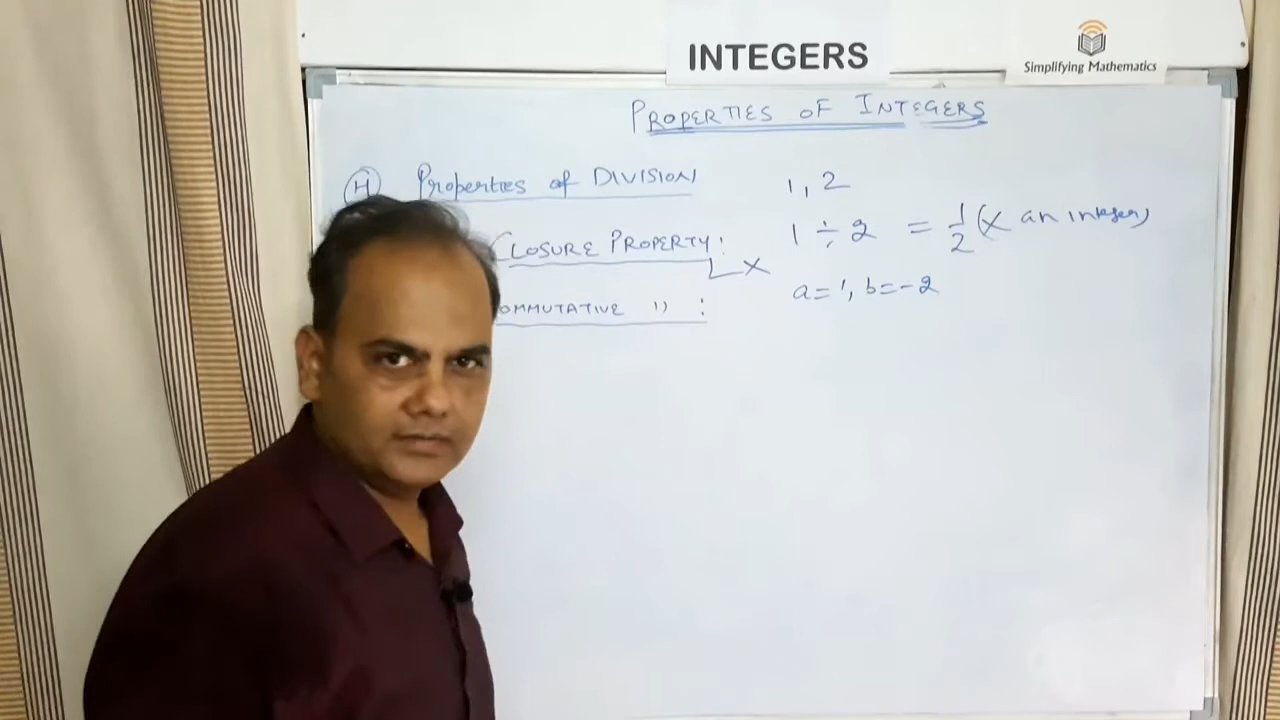 INTEGERS
Simplifying Mathematics
PROPERTIES OF INTEGERS
(H) Properties of DIVISION
1, 2
CLOSURE PROPERTY:
×
1 ÷ 2 = 1/2 (× an integer)
OMMUTATIVE " :
a = 1, b = -2